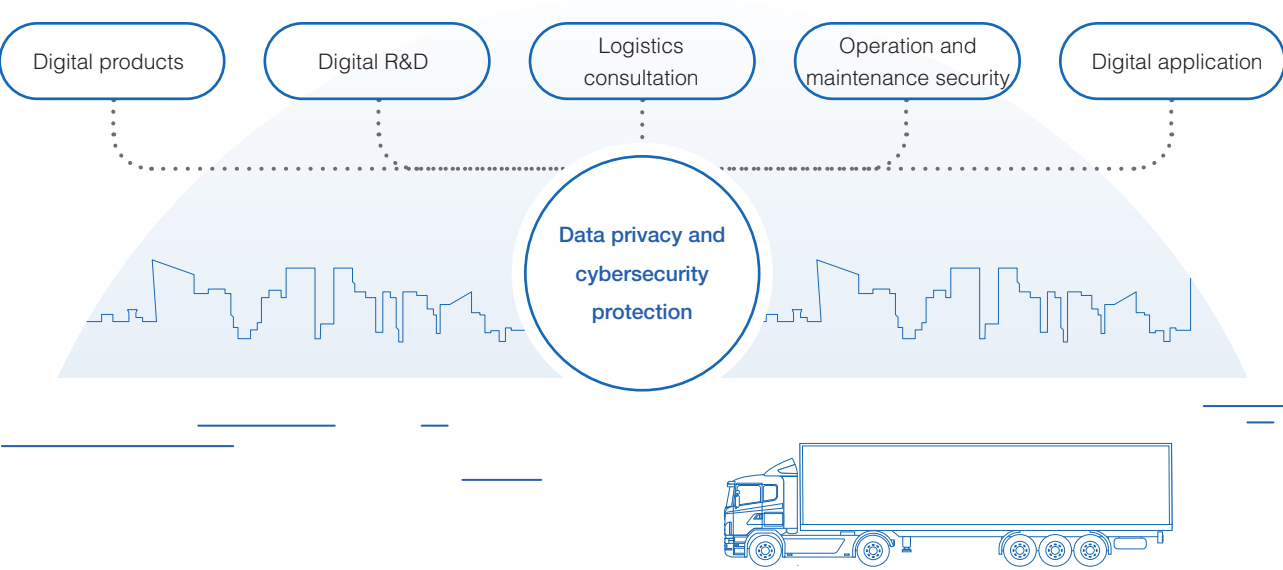 Digital products
Digital R&D
Logistics
consultation
Operation and
maintenance security
Digital application
Data privacy and
cybersecurity
protection